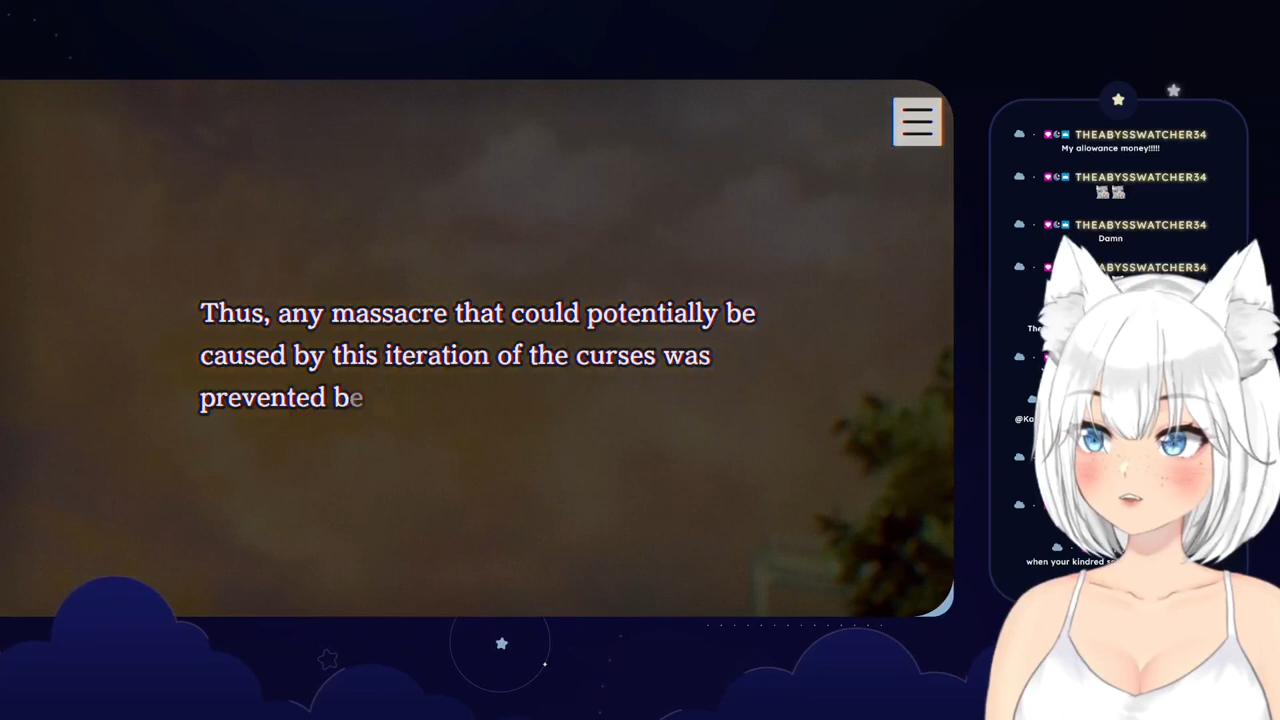 Thus, any massacre that could potentially be
caused by this iteration of the curses was
prevented be
THEABYSSWATCHER34
My allowance money!!!!!
THEABYSSWATCHER34
THEABYSSWATCHER34
Damn
ABYSSWATCHER34
when your kindred